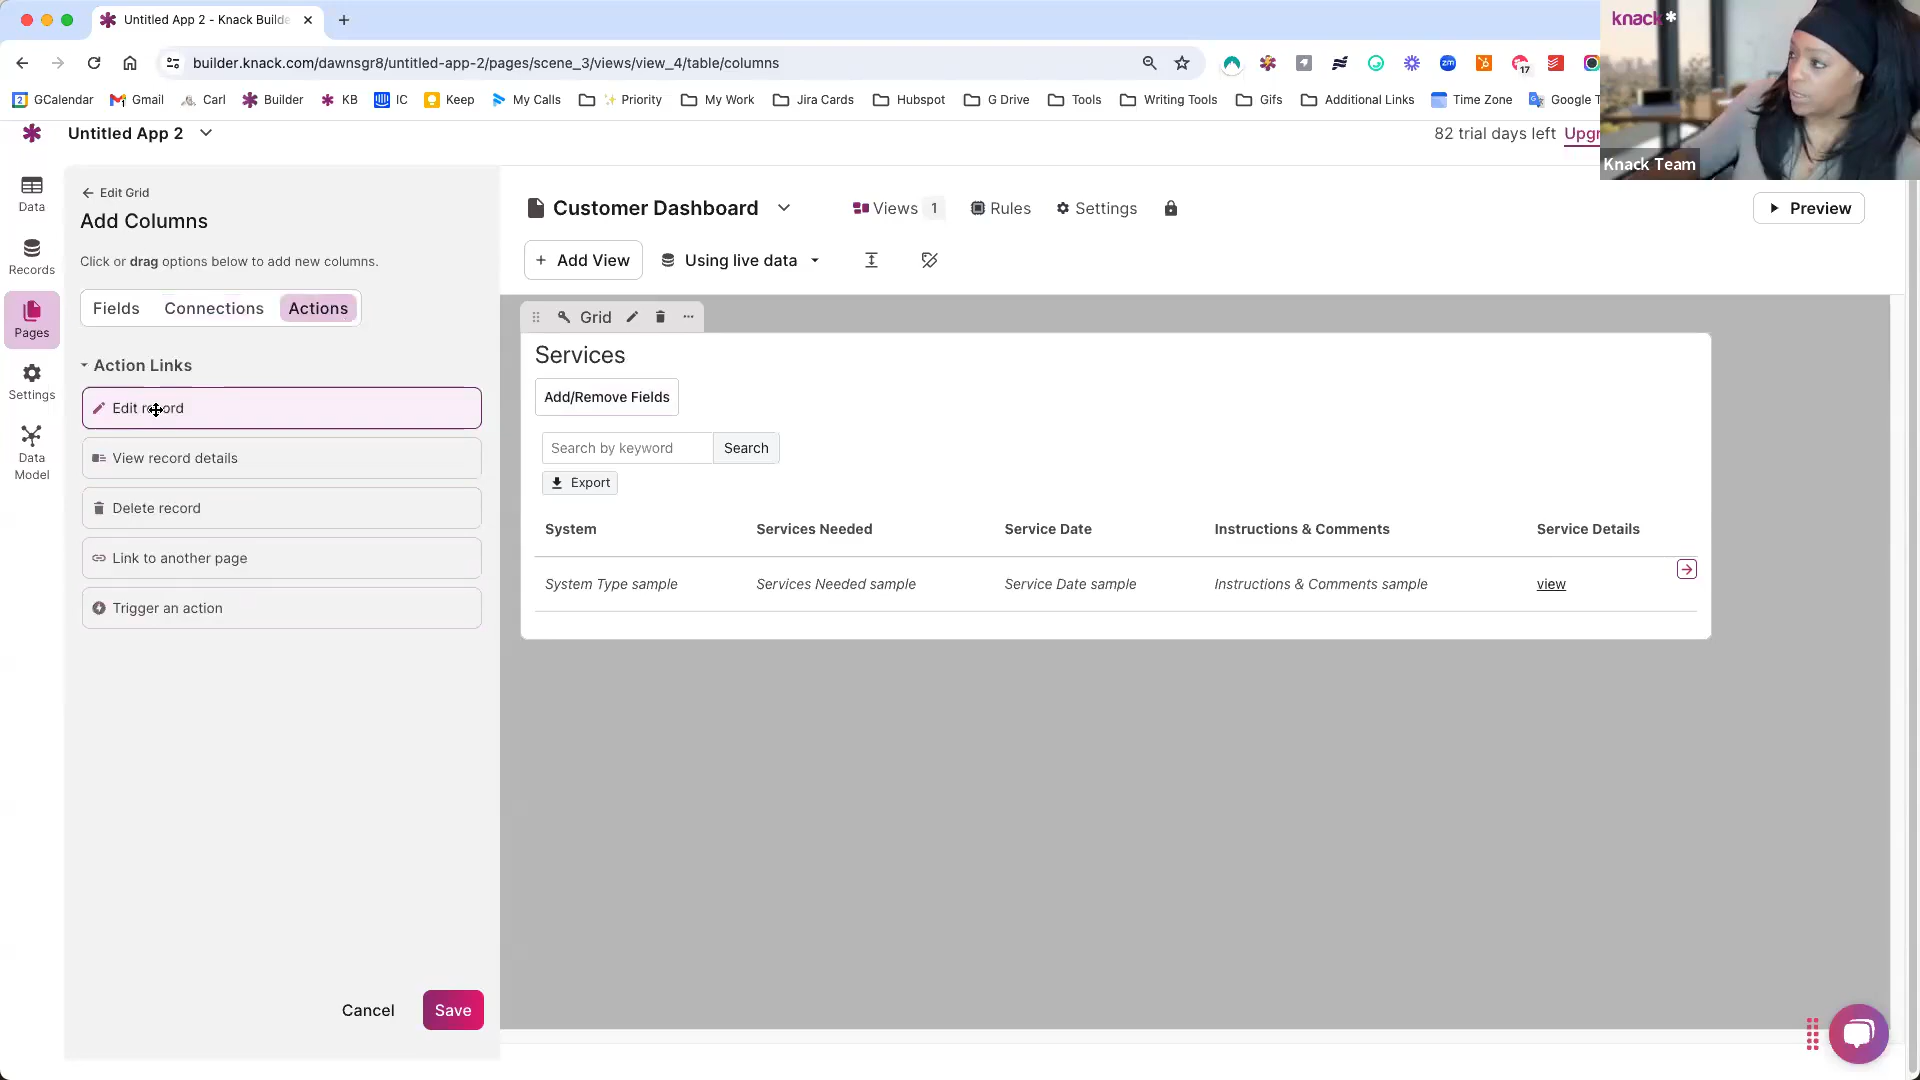 Untitled App 2 - Knack Builde
knack*
builder.knack.com/dawnsgr8/untitled-app-2/pages/scene_3/views/view_4/table/columns
zm
17
2 GCalendar Gmail Carl Builder KB IC Keep My Calls ✨ Priority My Work Jira Cards Hubspot G Drive Tools Writing Tools Gifs Additional Links Time Zone Google T
Untitled App 2
82 trial days left Upgr
Knack Team
Data
Records
Pages
Settings
Data
Model
Edit Grid
Add Columns
Click or drag options below to add new columns.
Fields Connections Actions
Action Links
Edit record
View record details
Delete record
Link to another page
Trigger an action
Cancel Save
Customer Dashboard Views 1 Rules Settings Preview
+ Add View Using live data
Grid
Services
Add/Remove Fields
Search by keyword Search
Export
System Services Needed Service Date Instructions & Comments Service Details
System Type sample Services Needed sample Service Date sample Instructions & Comments sample view